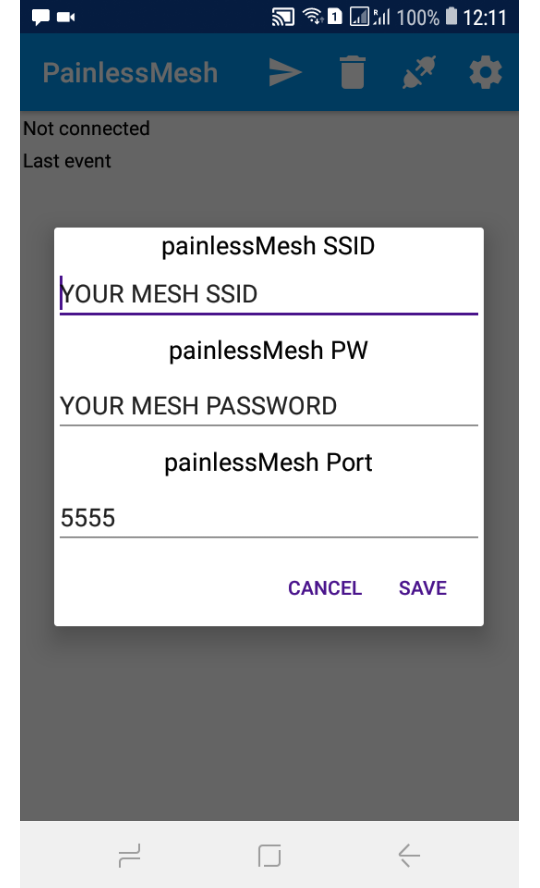 1 R 100% 12:11
PainlessMesh
Not connected
Last event
painlessMesh SSID
YOUR MESH SSID
painlessMesh PW
YOUR MESH PASSWORD
painlessMesh Port
5555
CANCEL SAVE